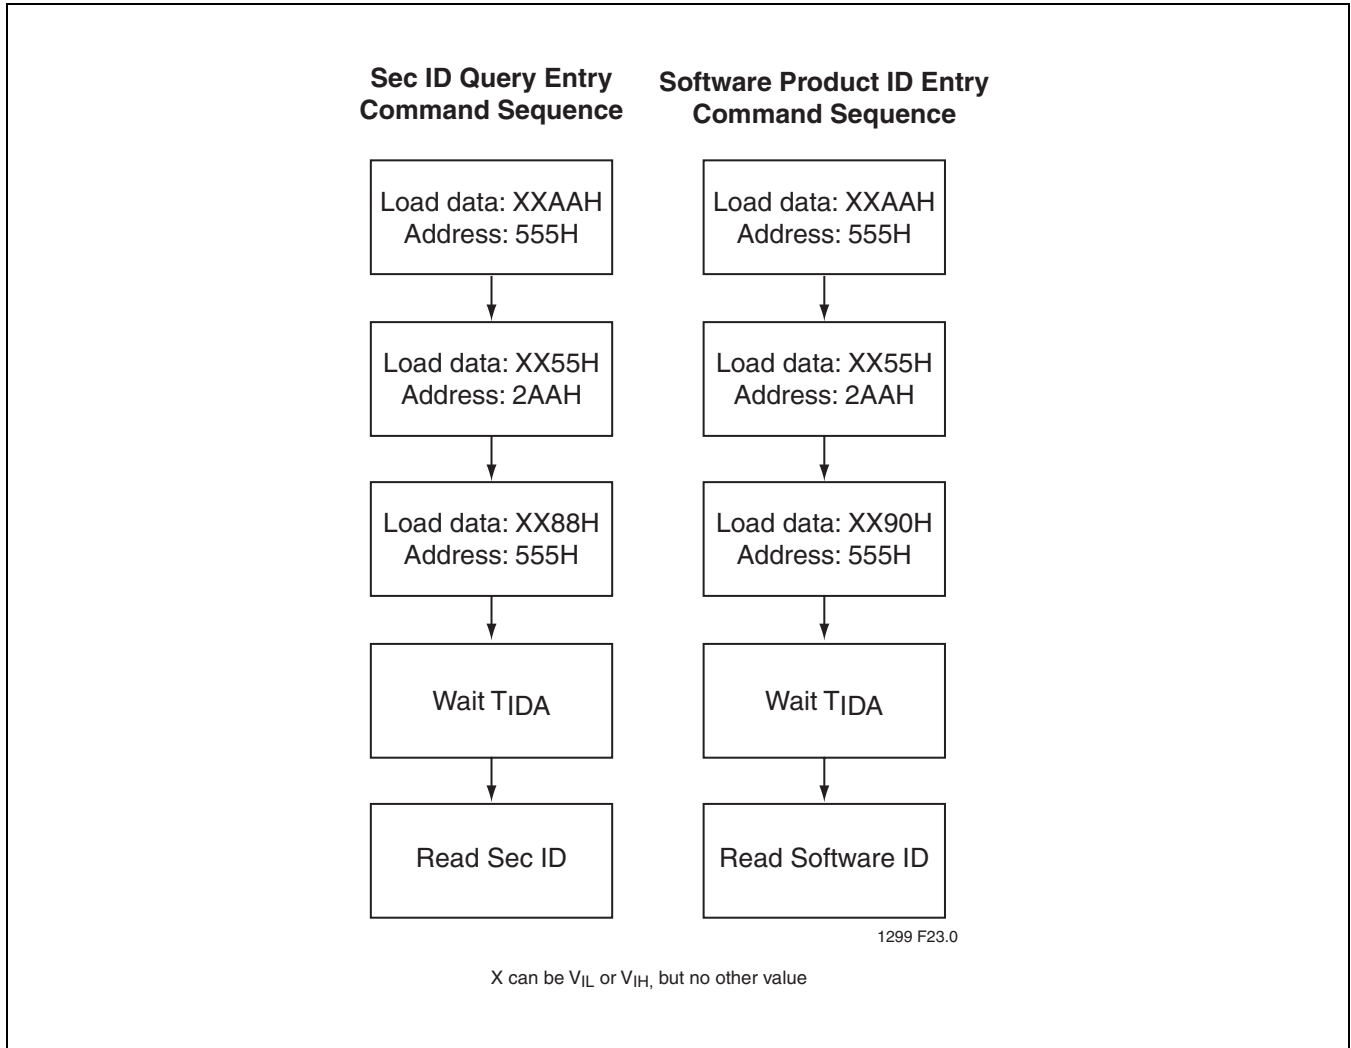 Sec ID Query Entry
Command Sequence
Load data: XXAAH
Address: 555H
Load data: XX55H
Address: 2AAH
Load data: XX88H
Address: 555H
Wait TIDA
Read Sec ID
Software Product ID Entry
Command Sequence
Load data: XXAAH
Address: 555H
Load data: XX55H
Address: 2AAH
Load data: XX90H
Address: 555H
Wait TIDA
Read Software ID
1299 F23.0
X can be VIL or VIH, but no other value